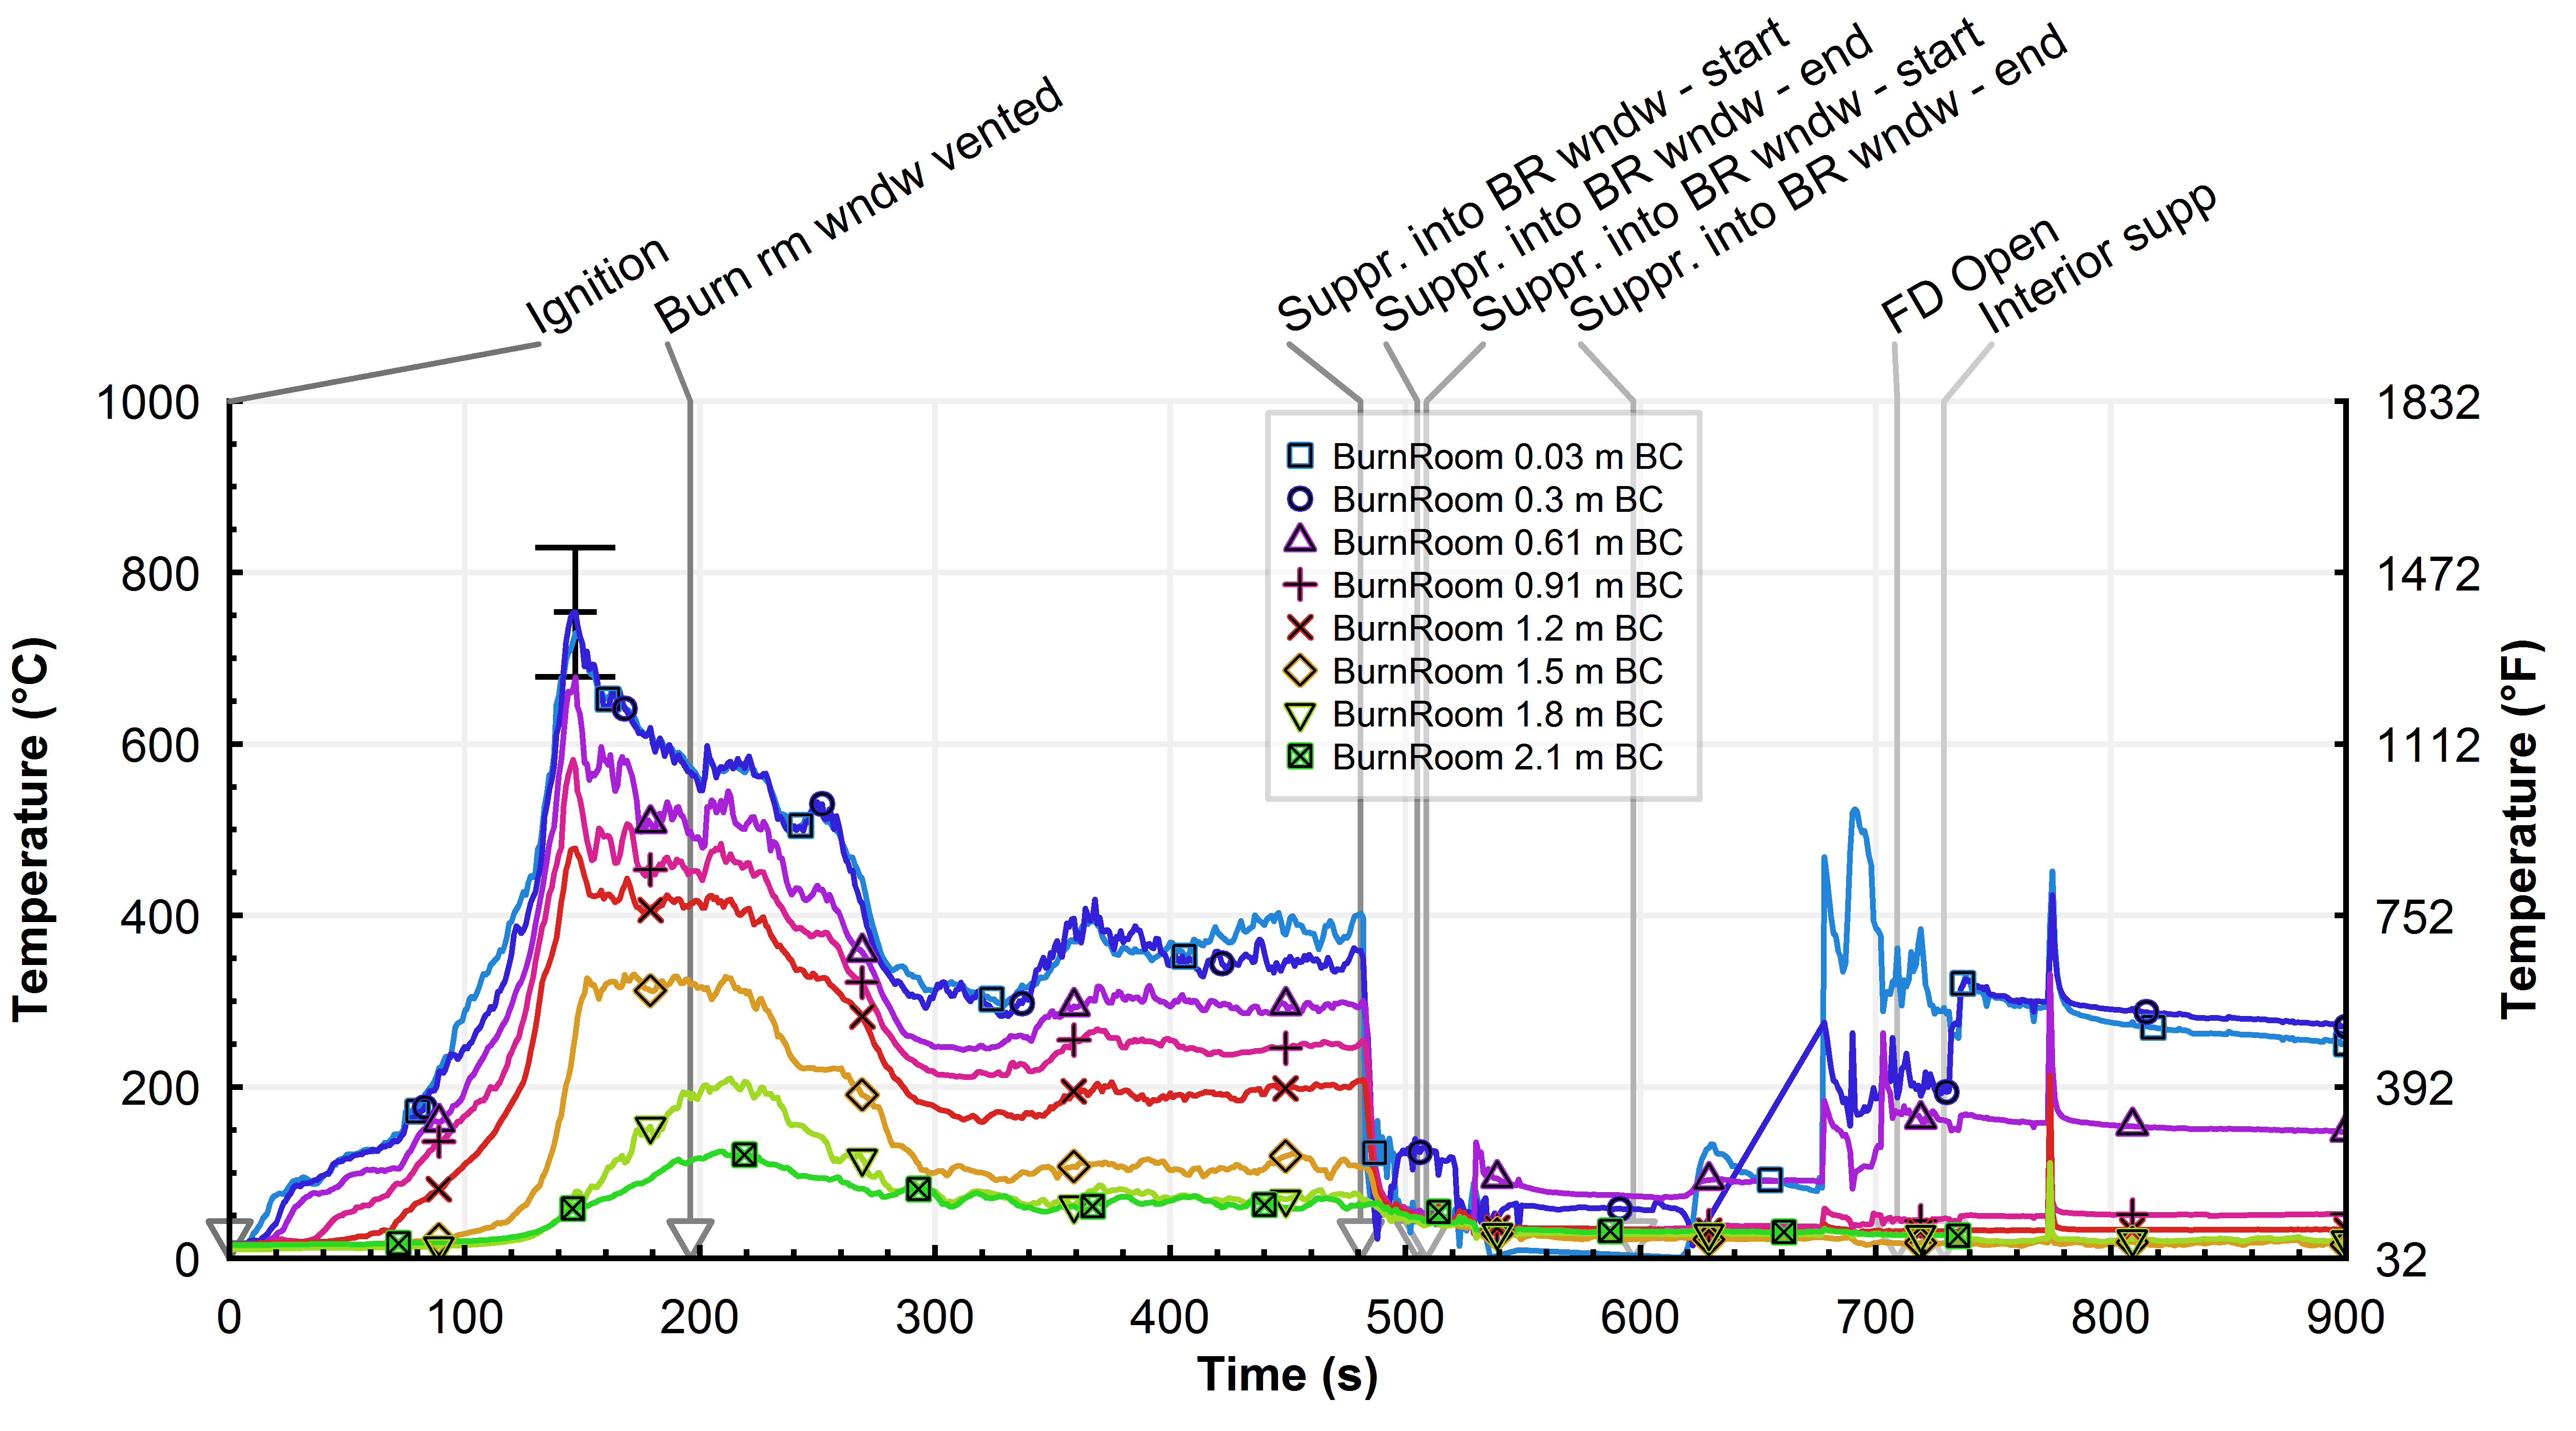 Ignition
Burn rm wndw vented
Suppr. into BR wndw - start
Suppr. into BR wndw - end
Suppr. into BR wndw - start
Suppr. into BR wndw - end
FD Open
Interior supp
1000
800
600
400
200
0
Temperature (°C)
1832
1472
1112
752
392
32
Temperature (°F)
BurnRoom 0.03 m BC
BurnRoom 0.3 m BC
BurnRoom 0.61 m BC
BurnRoom 0.91 m BC
BurnRoom 1.2 m BC
BurnRoom 1.5 m BC
BurnRoom 1.8 m BC
BurnRoom 2.1 m BC
0 100 200 300 400 500 600 700 800 900
Time (s)